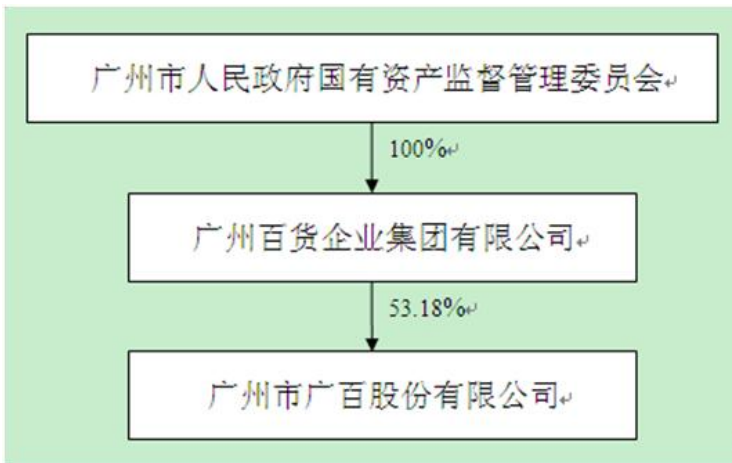 广州市人民政府国有资产监督管理委员会
100%
广州百货企业集团有限公司
53.18%
广州市广百股份有限公司